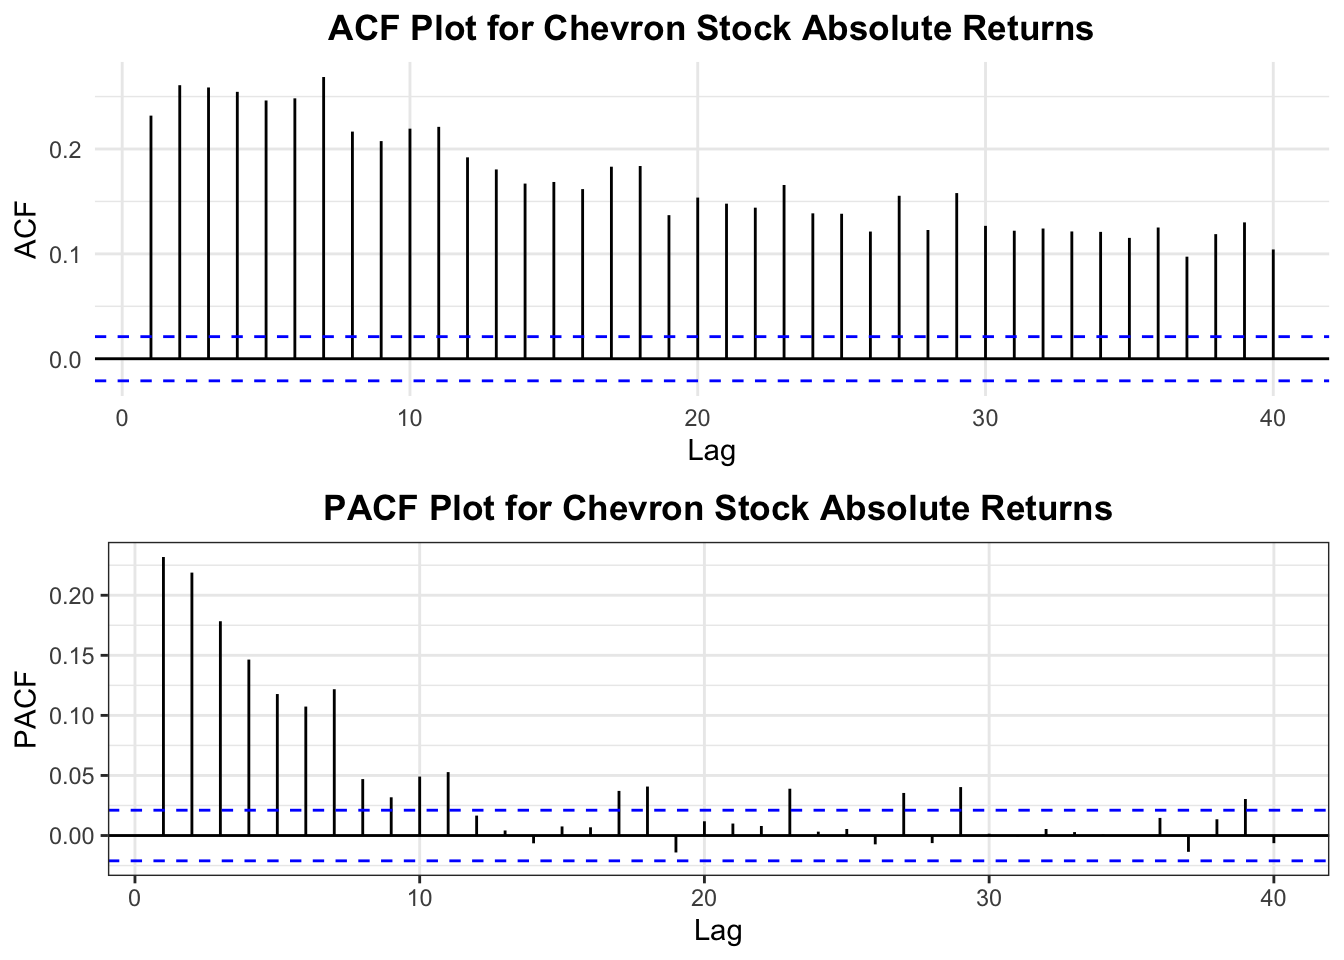 ACF Plot for Chevron Stock Absolute Returns
ACF
0.2
0.1
0.0
0 10 20 30 40
Lag
PACF Plot for Chevron Stock Absolute Returns
PACF
0.20
0.15
0.10
0.05
0.00
0 10 20 30 40
Lag